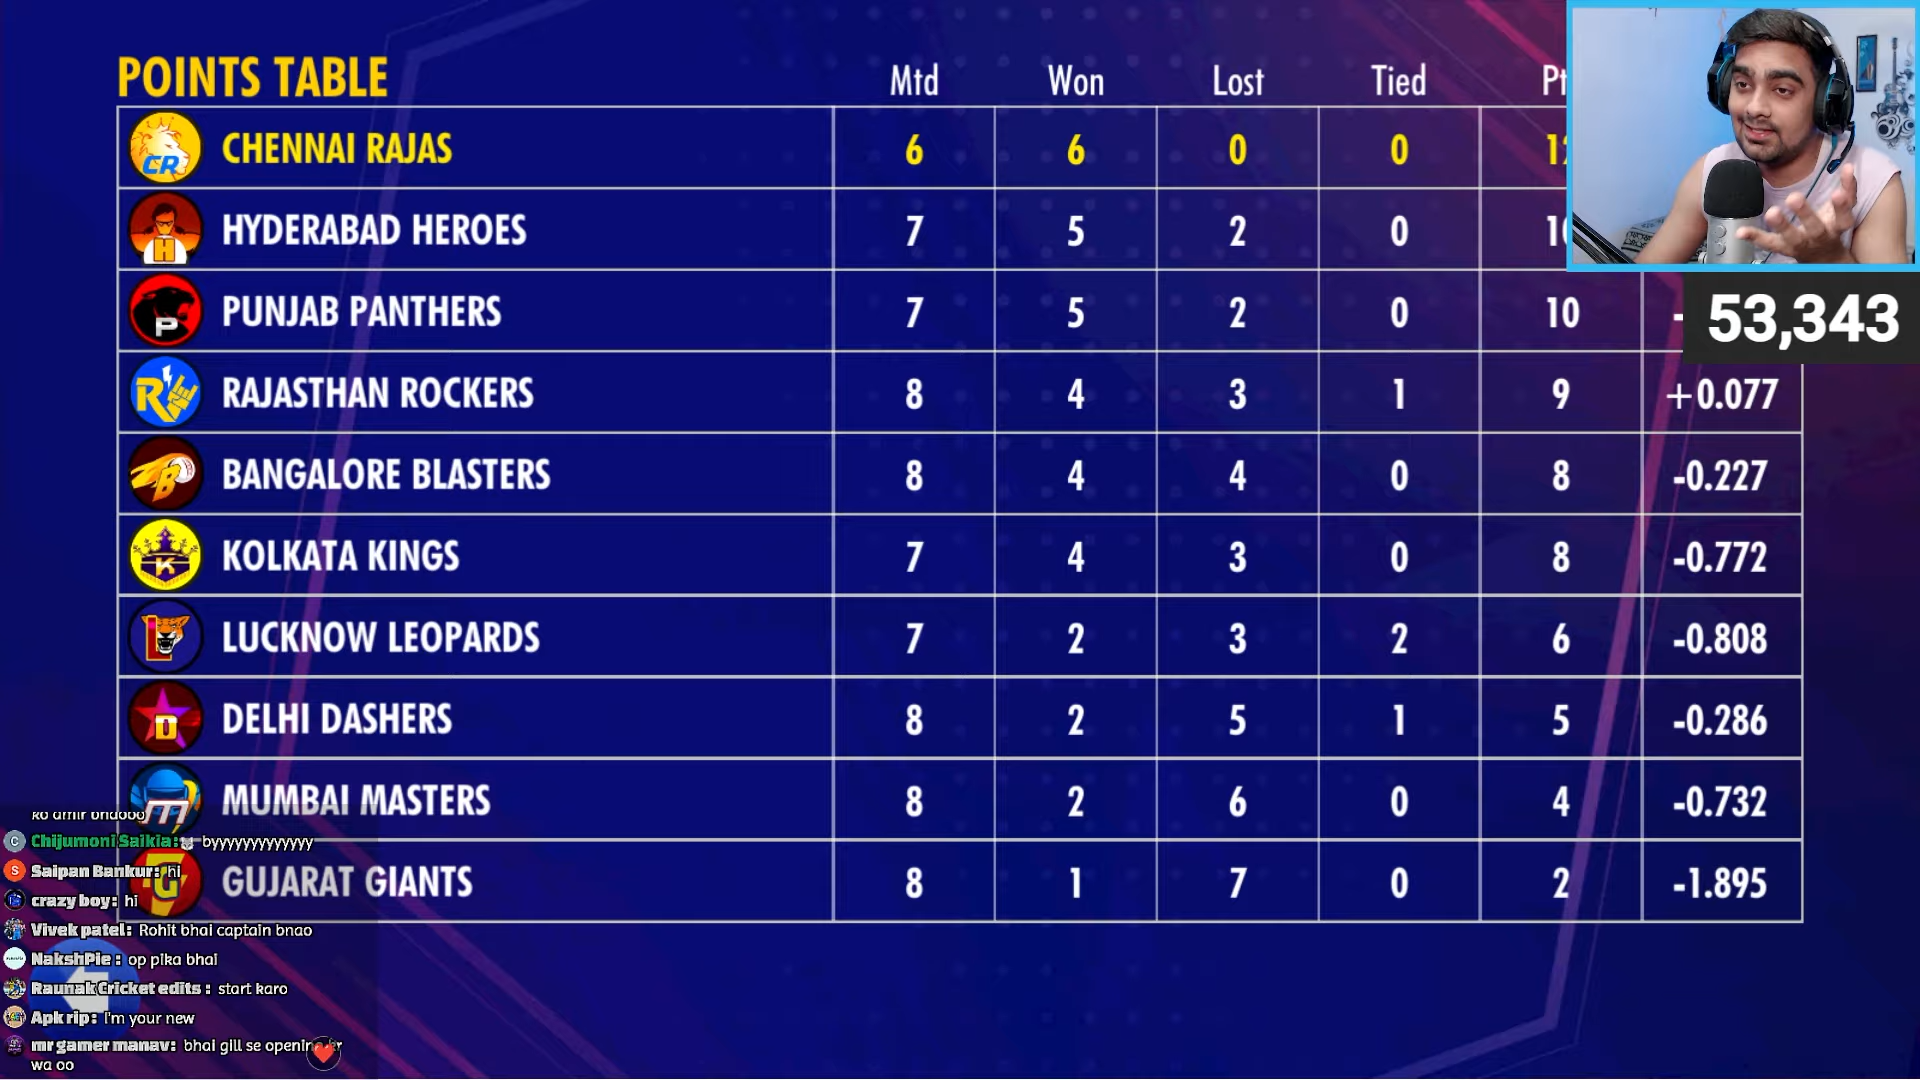 POINTS TABLE Mtd Won Lost Tied
CHENNAI RAJAS 6 6 0 0
HYDERABAD HEROES 7 5 2 0
PUNJAB PANTHERS 7 5 2 0 10 -
53,343
RAJASTHAN ROCKERS 8 4 3 1 9 +0.077
BANGALORE BLASTERS 8 4 4 0 8 -0.227
KOLKATA KINGS 7 4 3 0 8 -0.772
LUCKNOW LEOPARDS 7 2 3 2 6 -0.808
DELHI DASHERS 8 2 5 1 5 -0.286
MUMBAI MASTERS 8 2 6 0 4 -0.732
GUJARAT GIANTS 8 1 7 0 2 -1.895
Chijumoni Saikia: byyyyyyyyyyyyy
Saipan Bankur: hi
crazy boy: hi
Vivek patel: Rohit bhai captain bnao
NakshPie: op pika bhai
Raunak Cricket edits: start karo
Apk rip: I'm your new
mr gamer manav: bhai gill se opening
wa oo